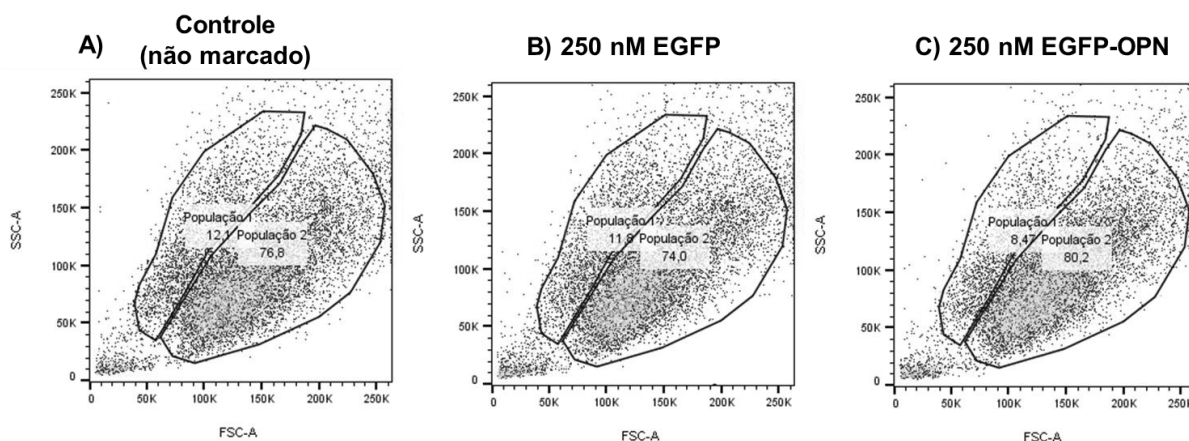 A)
Controle
(não marcado)
SSC-A
250K
200K
150K
100K
50K
0
População 1
12,1
População 2
76,8
0 50K 100K 150K 200K 250K
FSC-A
B) 250 nM EGFP
SSC-A
250K
200K
150K
100K
50K
0
População 1
11,8
População 2
74,0
0 50K 100K 150K 200K 250K
FSC-A
C) 250 nM EGFP-OPN
SSC-A
250K
200K
150K
100K
50K
0
População 1
8,47
População 2
80,2
0 50K 100K 150K 200K 250K
FSC-A